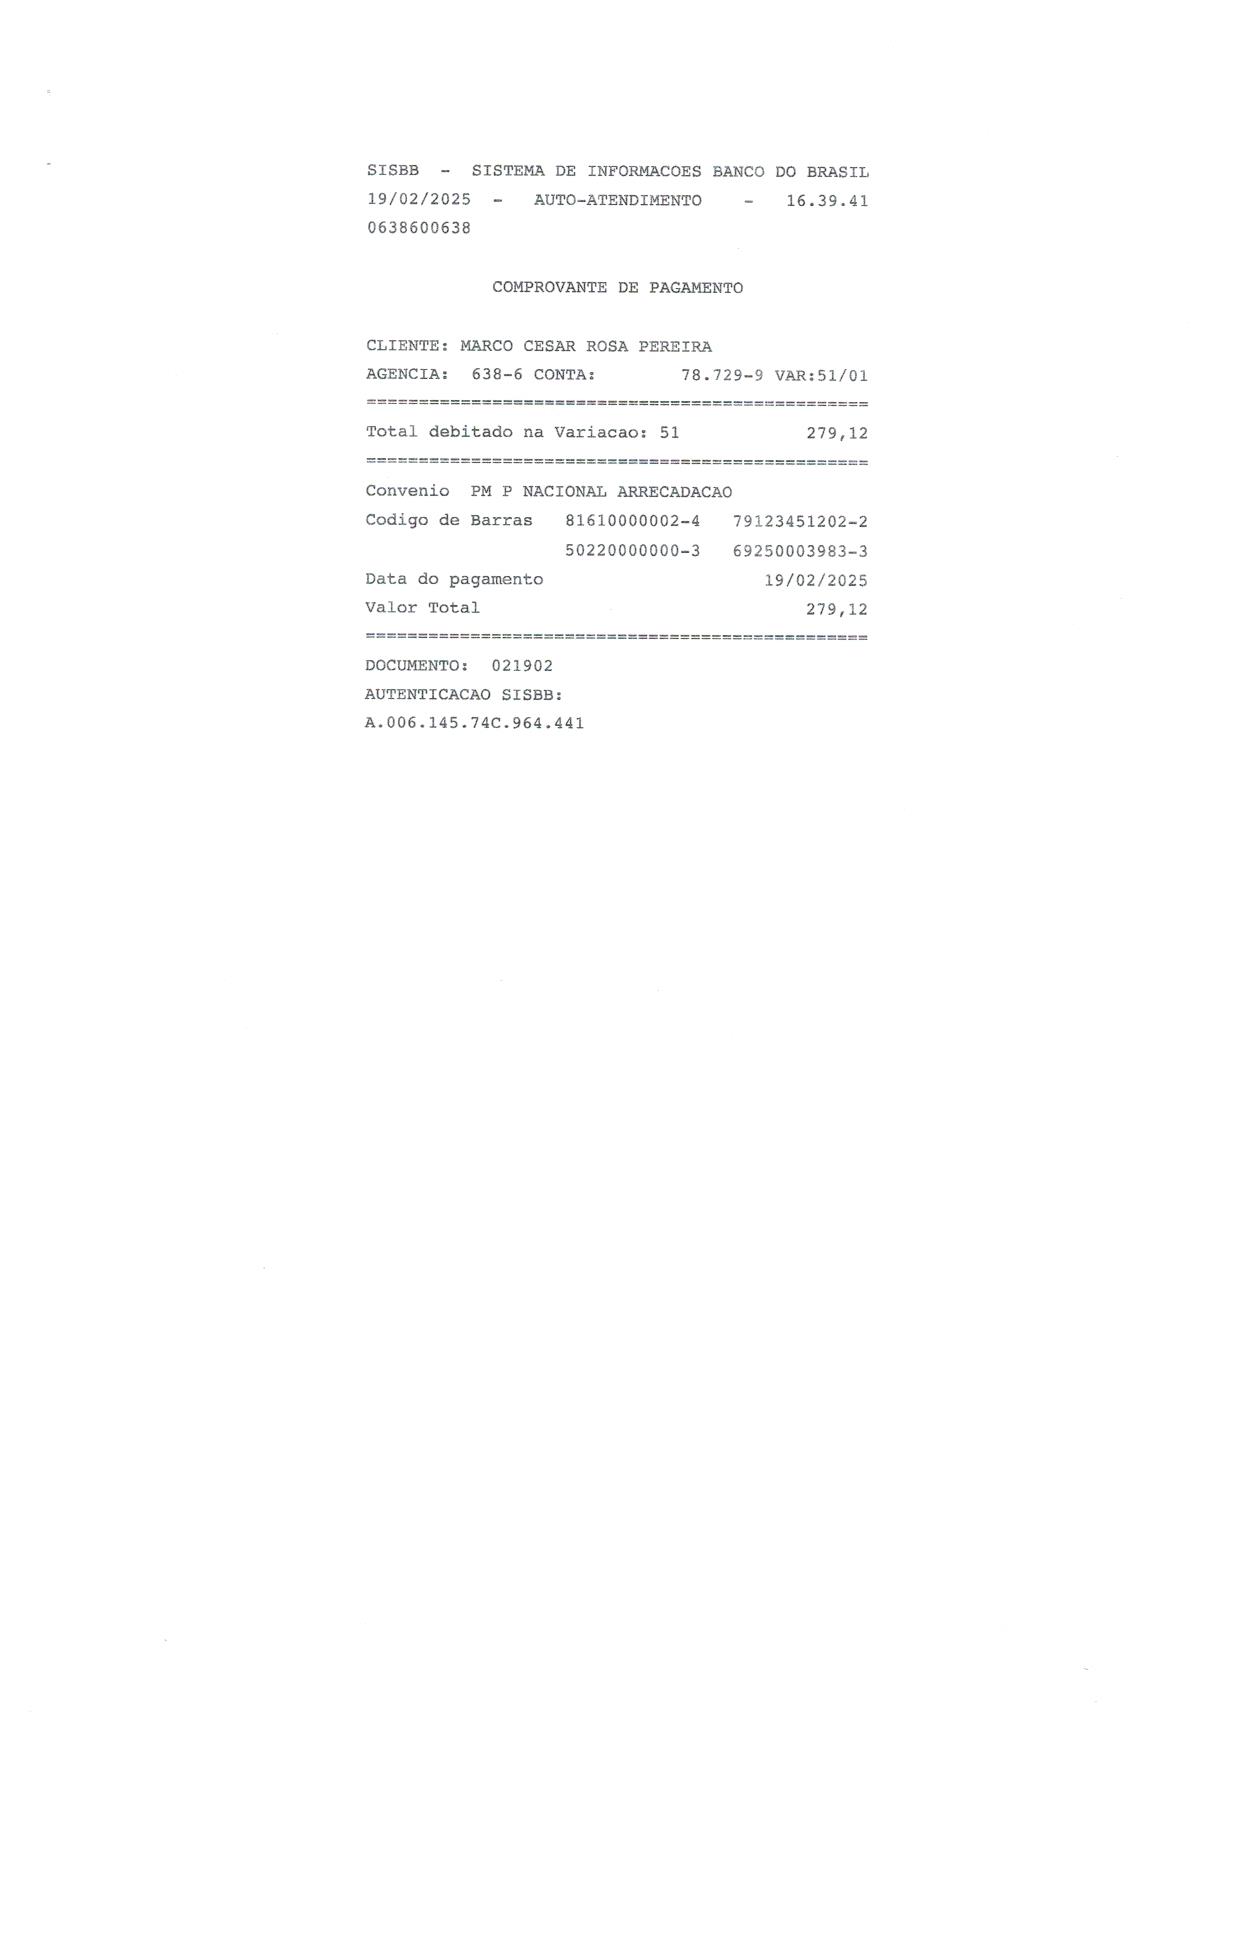 SISBB - SISTEMA DE INFORMACOES BANCO DO BRASIL
19/02/2025 - AUTO-ATENDIMENTO - 16.39.41
0638600638
COMPROVANTE DE PAGAMENTO
CLIENTE: MARCO CESAR ROSA PEREIRA
AGENCIA: 638-6 CONTA: 78.729-9 VAR:51/01
================================================
Total debitado na Variacao: 51 279,12
================================================
Convenio PM P NACIONAL ARRECADACAO
Codigo de Barras 81610000002-4 79123451202-2
50220000000-3 69250003983-3
Data do pagamento 19/02/2025
Valor Total 279,12
================================================
DOCUMENTO: 021902
AUTENTICACAO SISBB:
A.006.145.74C.964.441